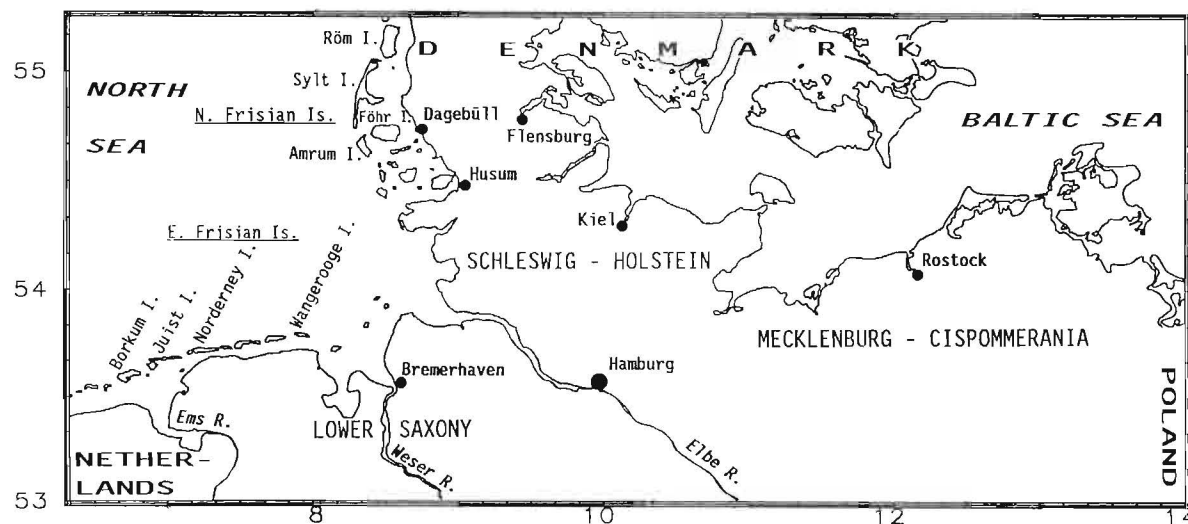 Röm I.
D E N M A R K
55
Sylt I.
NORTH
SEA
N. Frisian Is.
Föhr I.
Dagebüll
Flensburg
BALTIC SEA
Amrum I.
Husum
Kiel
E. Frisian Is.
SCHLESWIG - HOLSTEIN
Rostock
54
Borkum I.
Juist I.
Norderney I.
Wangerooge I.
MECKLENBURG - CISPOMMERANIA
Hamburg
Bremerhaven
POLAND
Ems R.
LOWER SAXONY
Weser R.
Elbe R.
NETHER-
LANDS
53
8
10
12
14